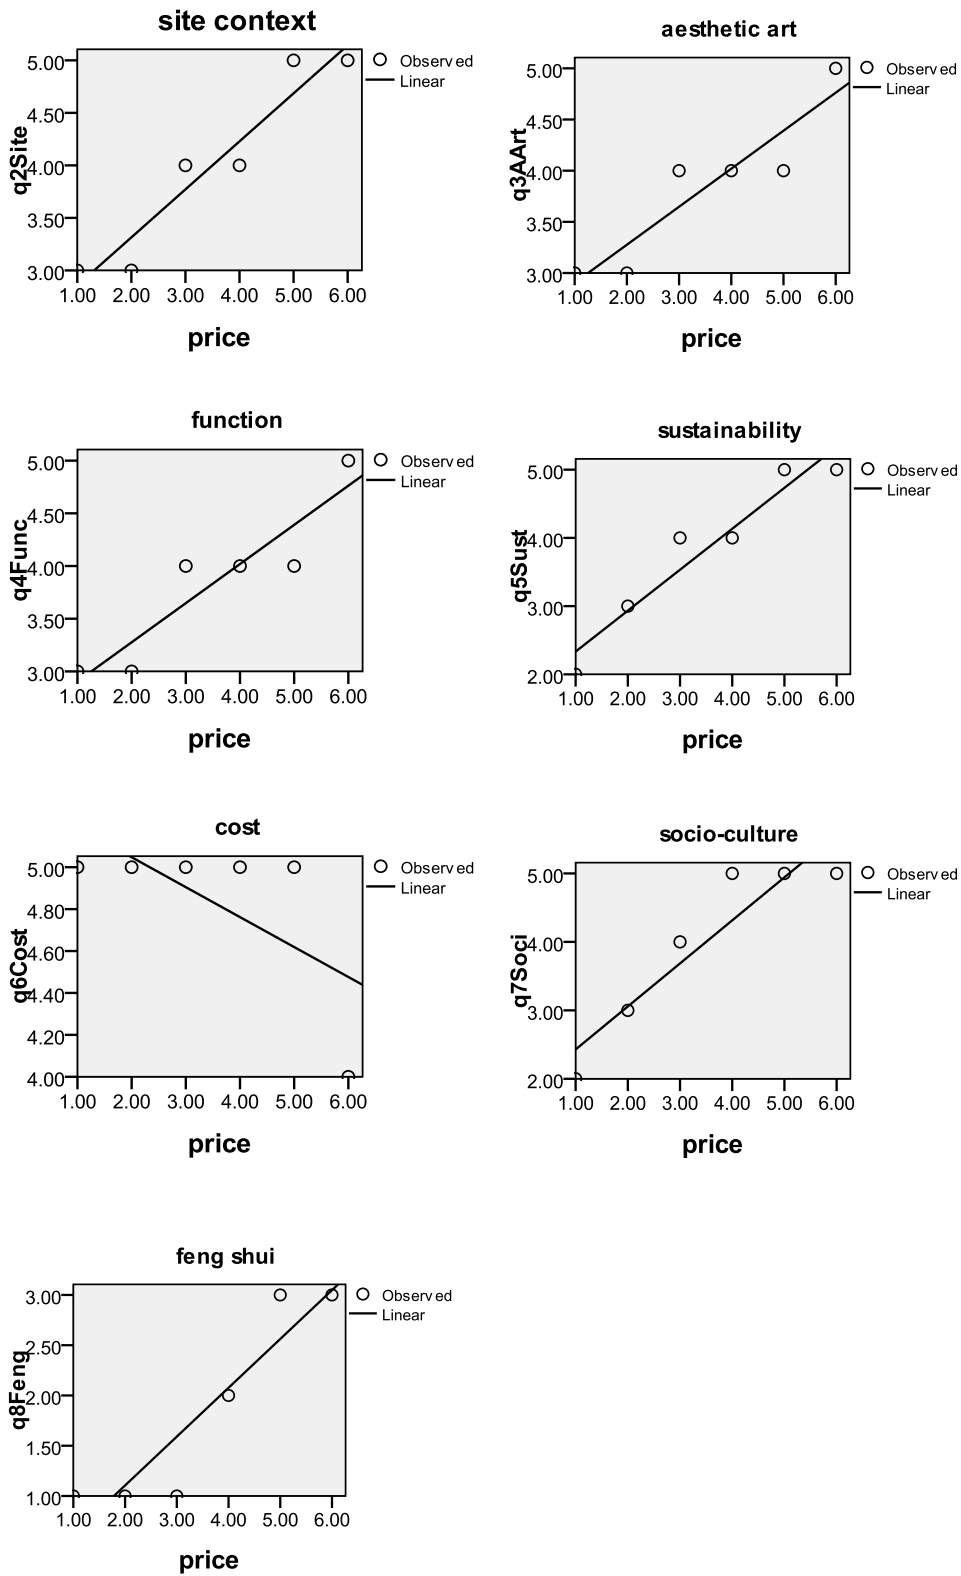 site context
5.00
4.50
4.00
3.50
3.00
q2Site
1.00 2.00 3.00 4.00 5.00 6.00
price
Observed
Linear
aesthetic art
5.00
4.50
4.00
3.50
3.00
q3AArt
1.00 2.00 3.00 4.00 5.00 6.00
price
Observed
Linear
function
5.00
4.50
4.00
3.50
3.00
q4Func
1.00 2.00 3.00 4.00 5.00 6.00
price
Observed
Linear
sustainability
5.00
4.00
3.00
2.00
q5Sust
1.00 2.00 3.00 4.00 5.00 6.00
price
Observed
Linear
cost
5.00
4.80
4.60
4.40
4.20
4.00
q6Cost
1.00 2.00 3.00 4.00 5.00 6.00
price
Observed
Linear
socio-culture
5.00
4.00
3.00
2.00
q7Soci
1.00 2.00 3.00 4.00 5.00 6.00
price
Observed
Linear
feng shui
3.00
2.50
2.00
1.50
1.00
q8Feng
1.00 2.00 3.00 4.00 5.00 6.00
price
Observed
Linear